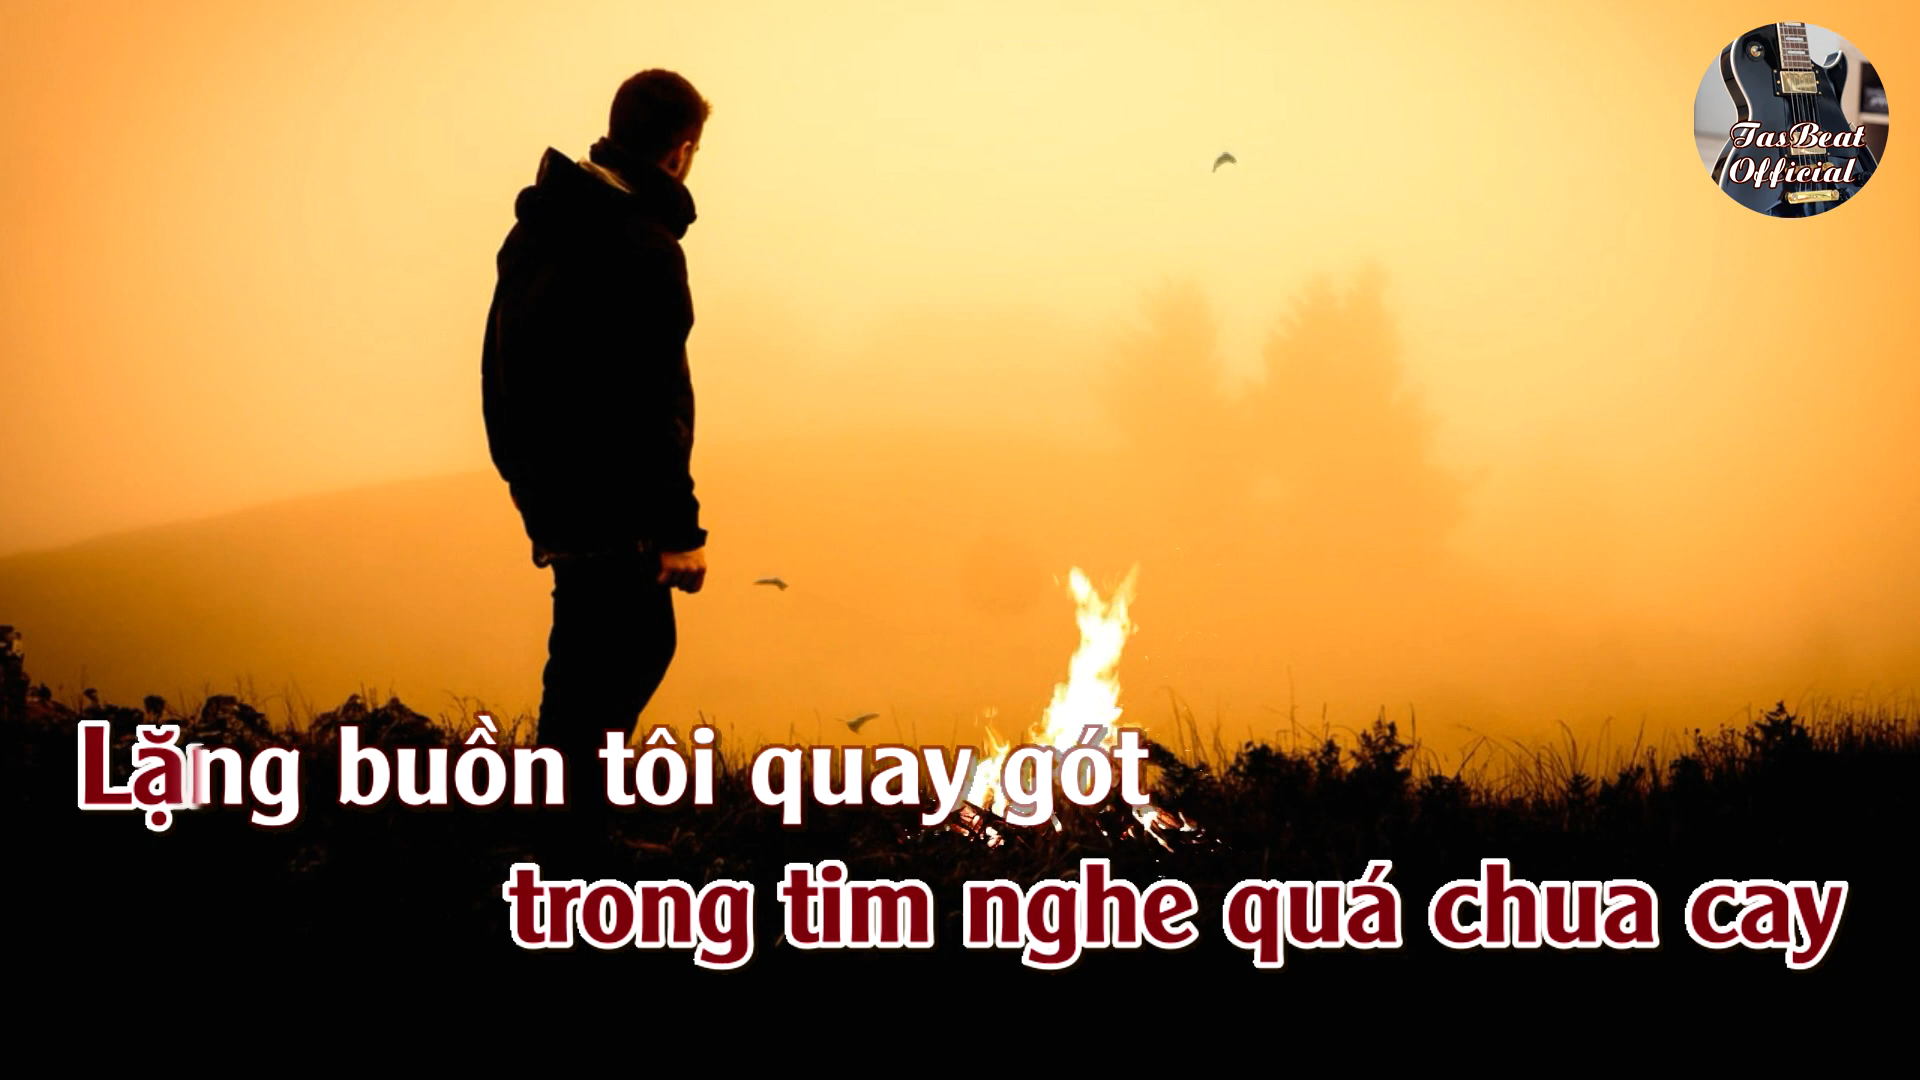 TasBeat
Official
Lặng buồn tôi quay gót
trong tim nghe quá chua cay